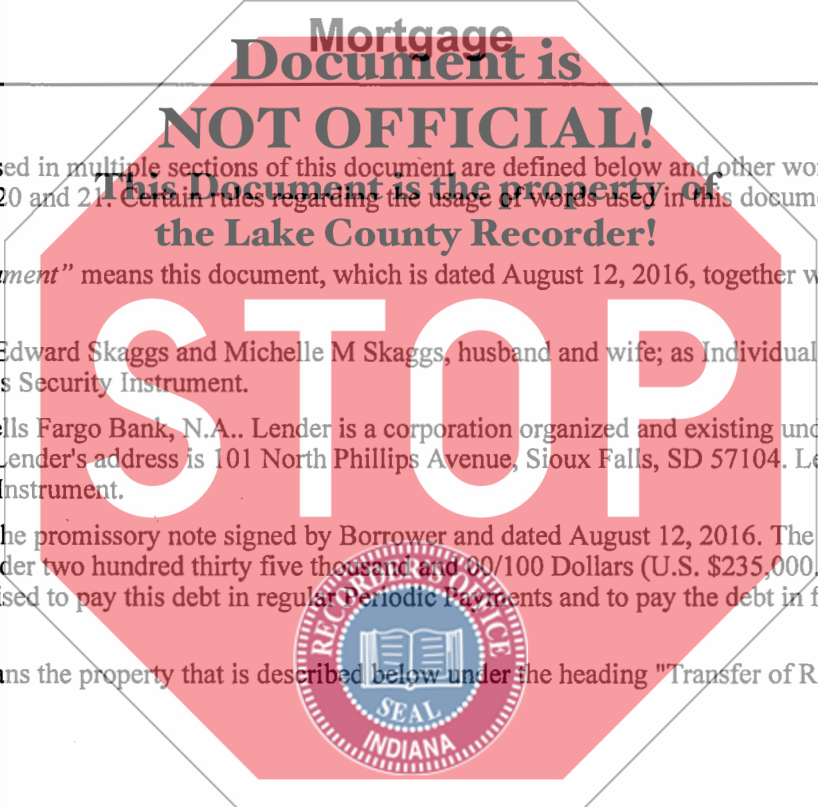 Mortgage
Document is
NOT OFFICIAL!
sed in multiple sections of this document are defined below and other wo
20 and 21. Certain rules regarding the usage of words used in this docum
This Document is the property of
the Lake County Recorder!
ument” means this document, which is dated August 12, 2016, together w
STOP
Edward Skaggs and Michelle M Skaggs, husband and wife; as Individual
s Security Instrument.
lls Fargo Bank, N.A.. Lender is a corporation organized and existing und
Lender's address is 101 North Phillips Avenue, Sioux Falls, SD 57104. Le
Instrument.
he promissory note signed by Borrower and dated August 12, 2016. The
der two hundred thirty five thousand and 00/100 Dollars (U.S. $235,000.
ised to pay this debt in regular Periodic Payments and to pay the debt in f
ans the property that is described below under the heading "Transfer of R
RECORDER'S OFFICE
SEAL
INDIANA